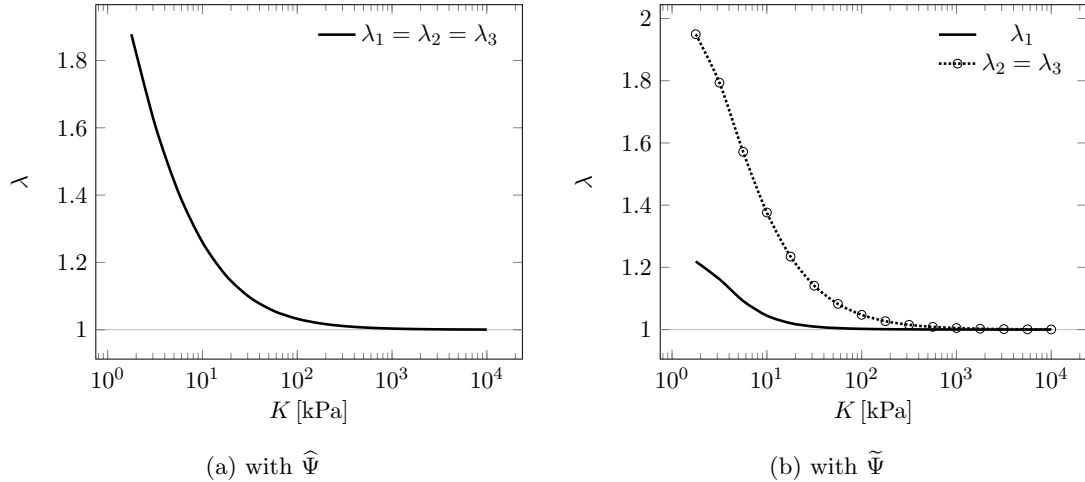 1.8
1.6
1.4
1.2
1
λ
10⁰ 10¹ 10² 10³ 10⁴
K [kPa]
λ₁ = λ₂ = λ₃
(a) with Ψ̂
2
1.8
1.6
1.4
1.2
1
λ
10⁰ 10¹ 10² 10³ 10⁴
K [kPa]
λ₁
λ₂ = λ₃
(b) with Ψ̃